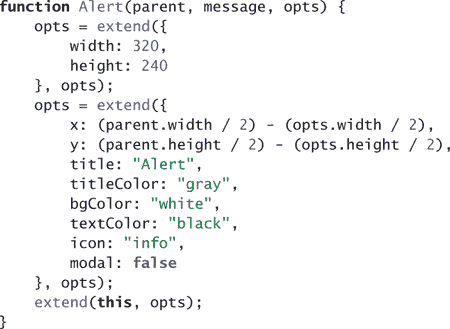 function Alert(parent, message, opts) {
    opts = extend({
        width: 320,
        height: 240
    }, opts);
    opts = extend({
        x: (parent.width / 2) - (opts.width / 2),
        y: (parent.height / 2) - (opts.height / 2),
        title: "Alert",
        titleColor: "gray",
        bgColor: "white",
        textColor: "black",
        icon: "info",
        modal: false
    }, opts);
    extend(this, opts);
}